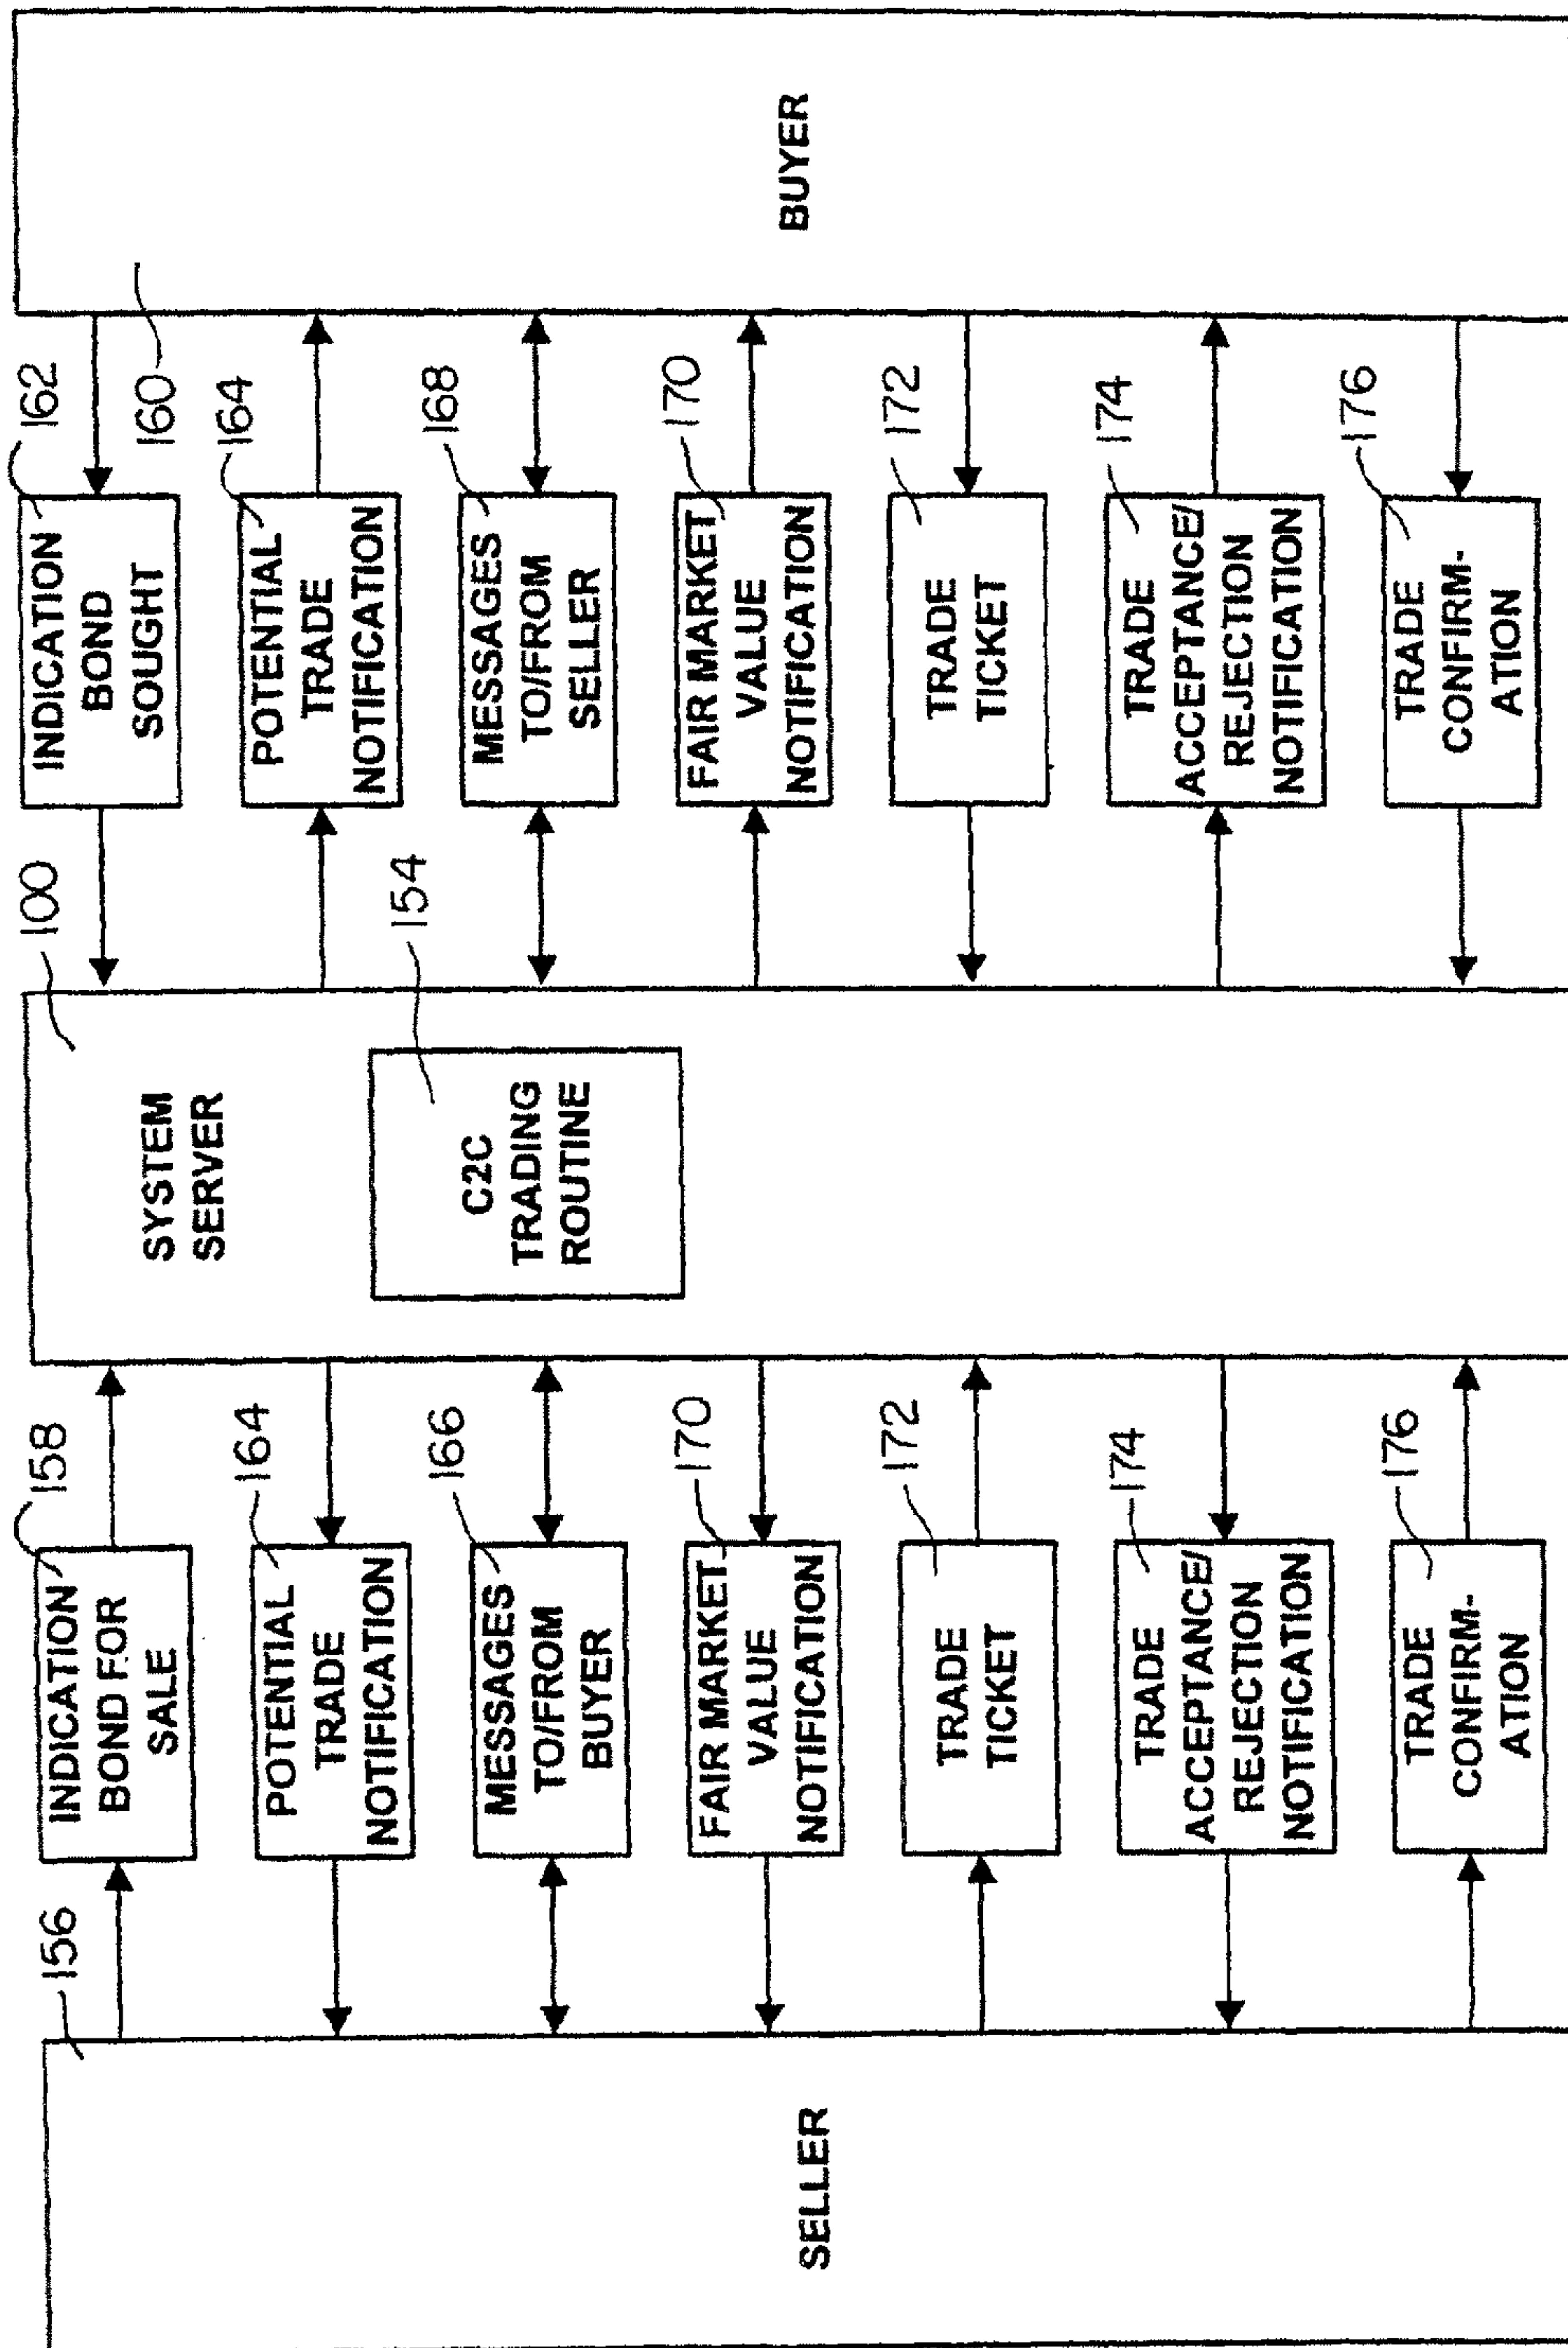 SELLER
156
INDICATION
BOND FOR
SALE
158
POTENTIAL
TRADE
NOTIFICATION
164
MESSAGES
TO/FROM
BUYER
166
FAIR MARKET
VALUE
NOTIFICATION
170
TRADE
TICKET
172
TRADE
ACCEPTANCE/
REJECTION
NOTIFICATION
174
TRADE
CONFIRM-
ATION
176
SYSTEM
SERVER
100
C2C
TRADING
ROUTINE
154
INDICATION
BOND
SOUGHT
162
POTENTIAL
TRADE
NOTIFICATION
164
MESSAGES
TO/FROM
SELLER
168
FAIR MARKET
VALUE
NOTIFICATION
170
TRADE
TICKET
172
TRADE
ACCEPTANCE/
REJECTION
NOTIFICATION
174
TRADE
CONFIRM-
ATION
176
160
BUYER